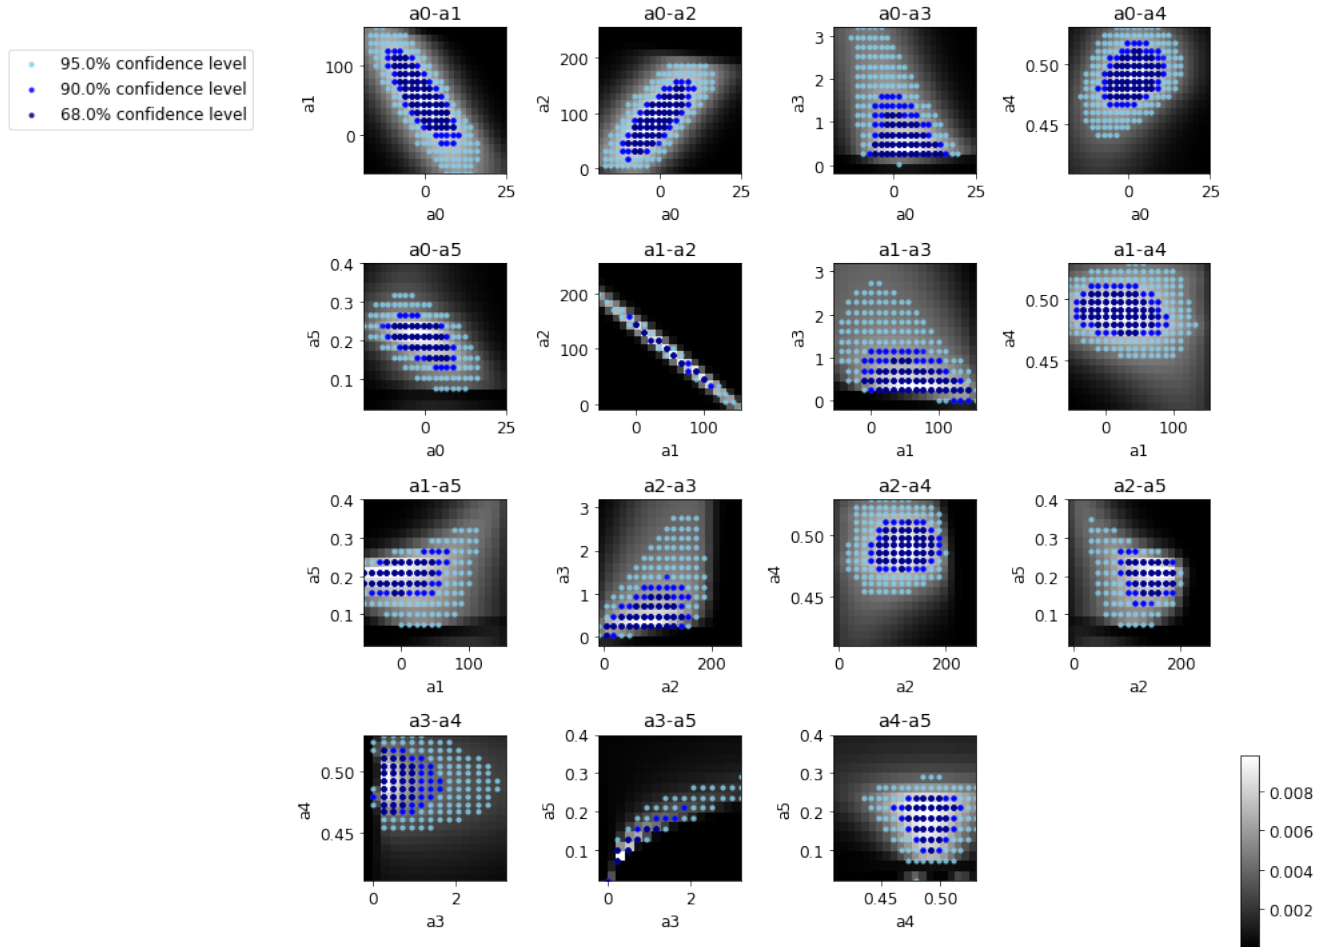 95.0% confidence level
90.0% confidence level
68.0% confidence level
a0-a1
a1
100
0
0 25
a0
a0-a2
a2
200
100
0
0 25
a0
a0-a3
a3
3
2
1
0
0 25
a0
a0-a4
a4
0.50
0.45
0 25
a0
a0-a5
a5
0.4
0.3
0.2
0.1
0 25
a0
a1-a2
a2
200
100
0
0 100
a1
a1-a3
a3
3
2
1
0
0 100
a1
a1-a4
a4
0.50
0.45
0 100
a1
a1-a5
a5
0.4
0.3
0.2
0.1
0 100
a1
a2-a3
a3
3
2
1
0
0 200
a2
a2-a4
a4
0.50
0.45
0 200
a2
a2-a5
a5
0.4
0.3
0.2
0.1
0 200
a2
a3-a4
a4
0.50
0.45
0 2
a3
a3-a5
a5
0.4
0.3
0.2
0.1
0 2
a3
a4-a5
a5
0.4
0.3
0.2
0.1
0.45 0.50
a4
0.008
0.006
0.004
0.002